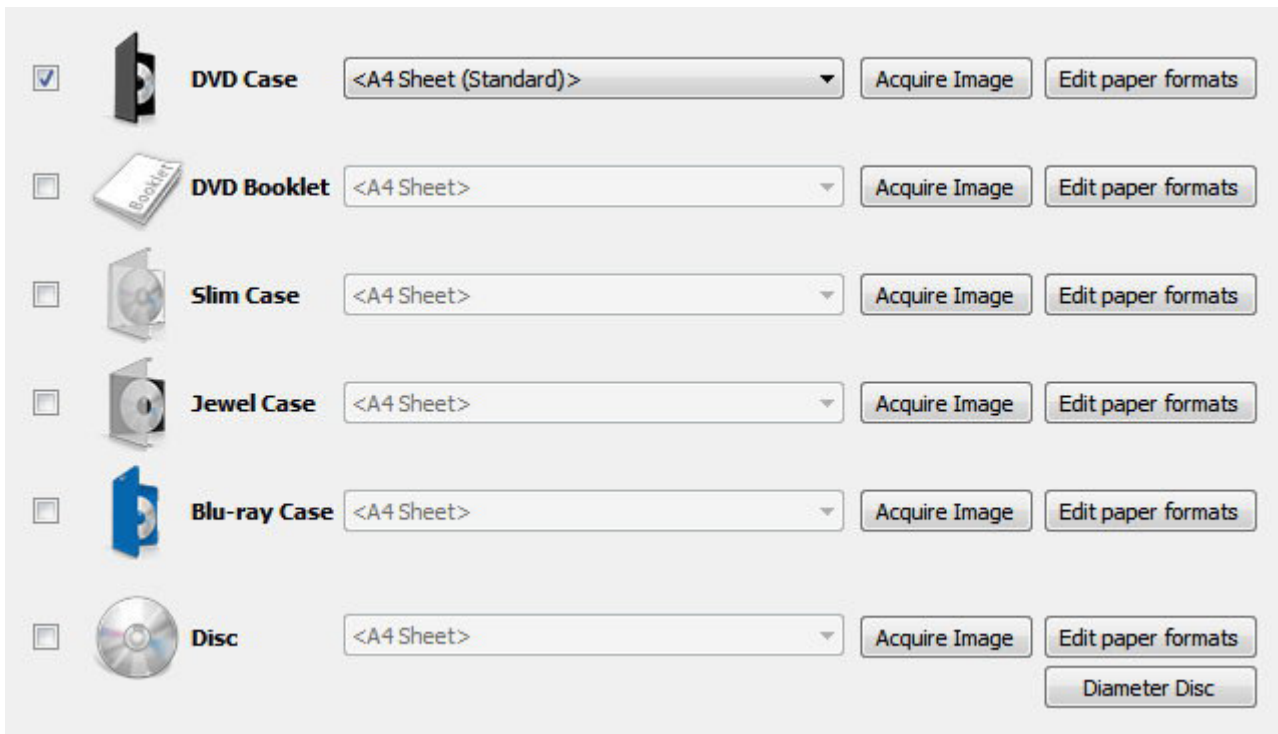 DVD Case <A4 Sheet (Standard)> Acquire Image Edit paper formats
Booklet DVD Booklet <A4 Sheet> Acquire Image Edit paper formats
Slim Case <A4 Sheet> Acquire Image Edit paper formats
Jewel Case <A4 Sheet> Acquire Image Edit paper formats
Blu-ray Case <A4 Sheet> Acquire Image Edit paper formats
Disc <A4 Sheet> Acquire Image Edit paper formats
Diameter Disc